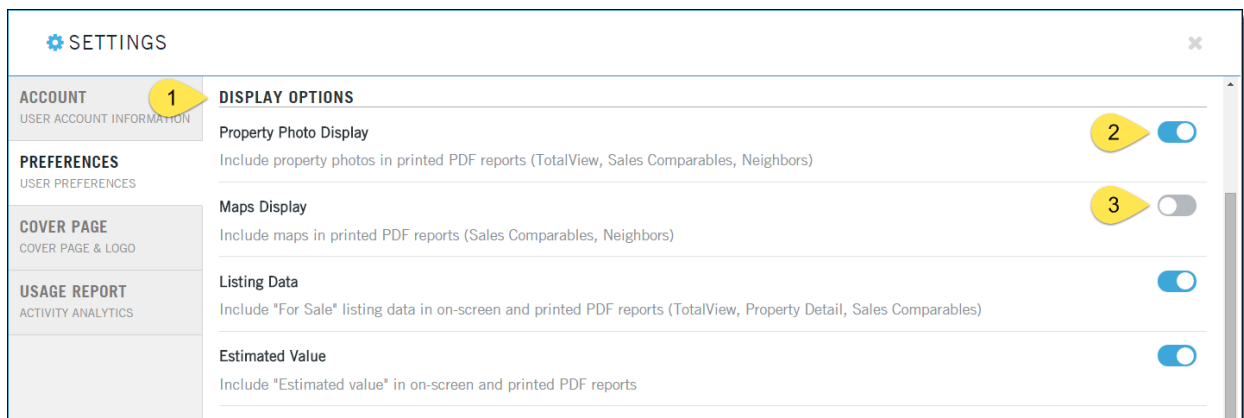 SETTINGS
ACCOUNT
USER ACCOUNT INFORMATION
PREFERENCES
USER PREFERENCES
COVER PAGE
COVER PAGE & LOGO
USAGE REPORT
ACTIVITY ANALYTICS
1
DISPLAY OPTIONS
Property Photo Display
2
Include property photos in printed PDF reports (TotalView, Sales Comparables, Neighbors)
Maps Display
3
Include maps in printed PDF reports (Sales Comparables, Neighbors)
Listing Data
Include "For Sale" listing data in on-screen and printed PDF reports (TotalView, Property Detail, Sales Comparables)
Estimated Value
Include "Estimated value" in on-screen and printed PDF reports